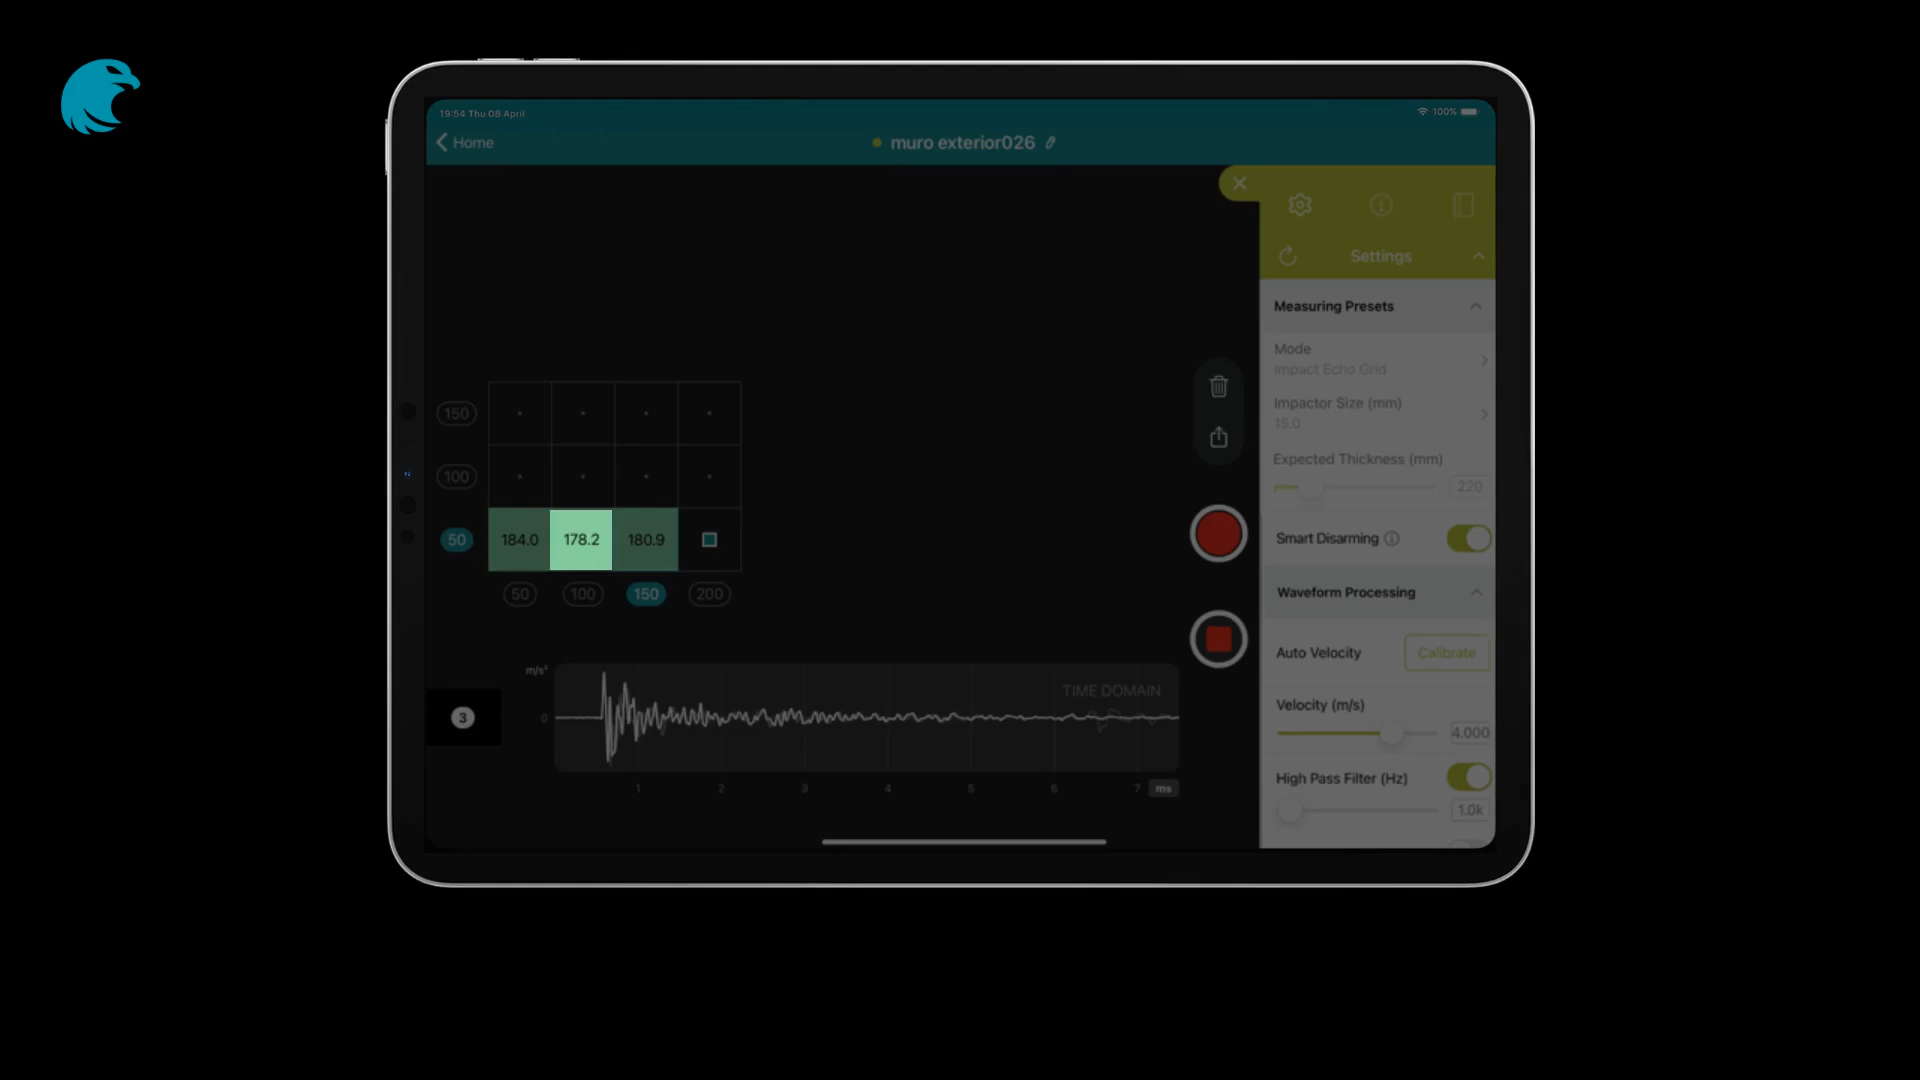 19:54 Thu 08 April
100%
Home
muro exterior026
Settings
Measuring Presets
Mode
Impact Echo Grid
Impactor Size (mm)
15.0
Expected Thickness (mm)
220
Smart Disarming
Waveform Processing
Auto Velocity
Calibrate
Velocity (m/s)
4.000
High Pass Filter (Hz)
1.0k
150
100
50
184.0 178.2 180.9
50 100 150 200
m/s²
TIME DOMAIN
3
0
1 2 3 4 5 6 7 ms